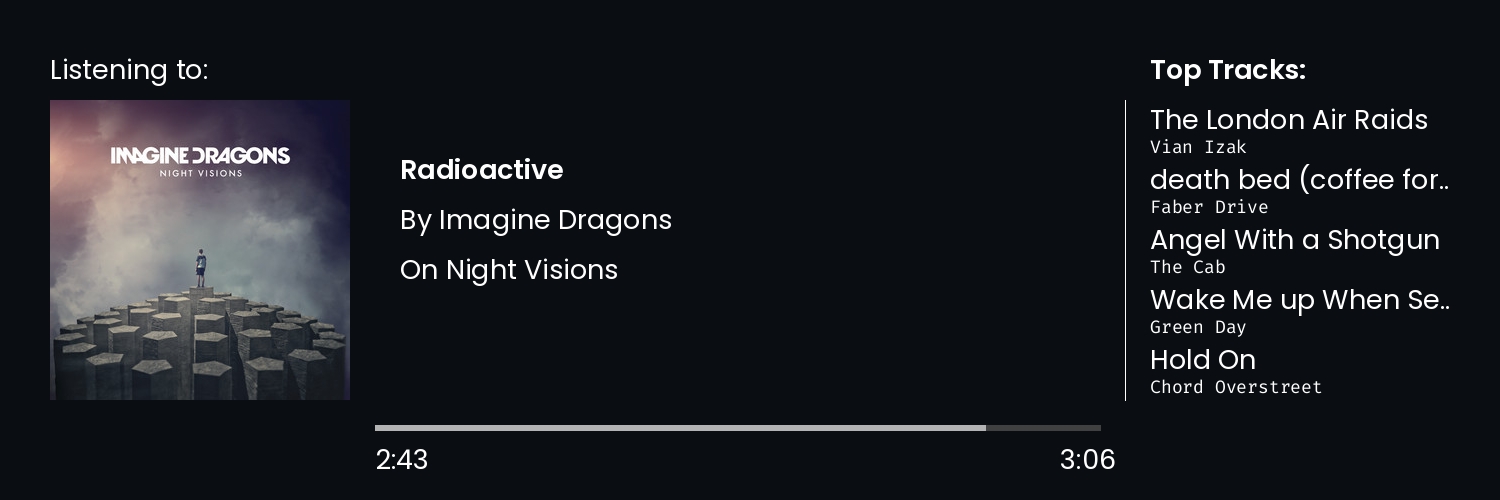 Listening to:
IMAGINE DRAGONS
NIGHT VISIONS
Radioactive
By Imagine Dragons
On Night Visions
2:43
3:06
Top Tracks:
The London Air Raids
Vian Izak
death bed (coffee for..
Faber Drive
Angel With a Shotgun
The Cab
Wake Me up When Se..
Green Day
Hold On
Chord Overstreet